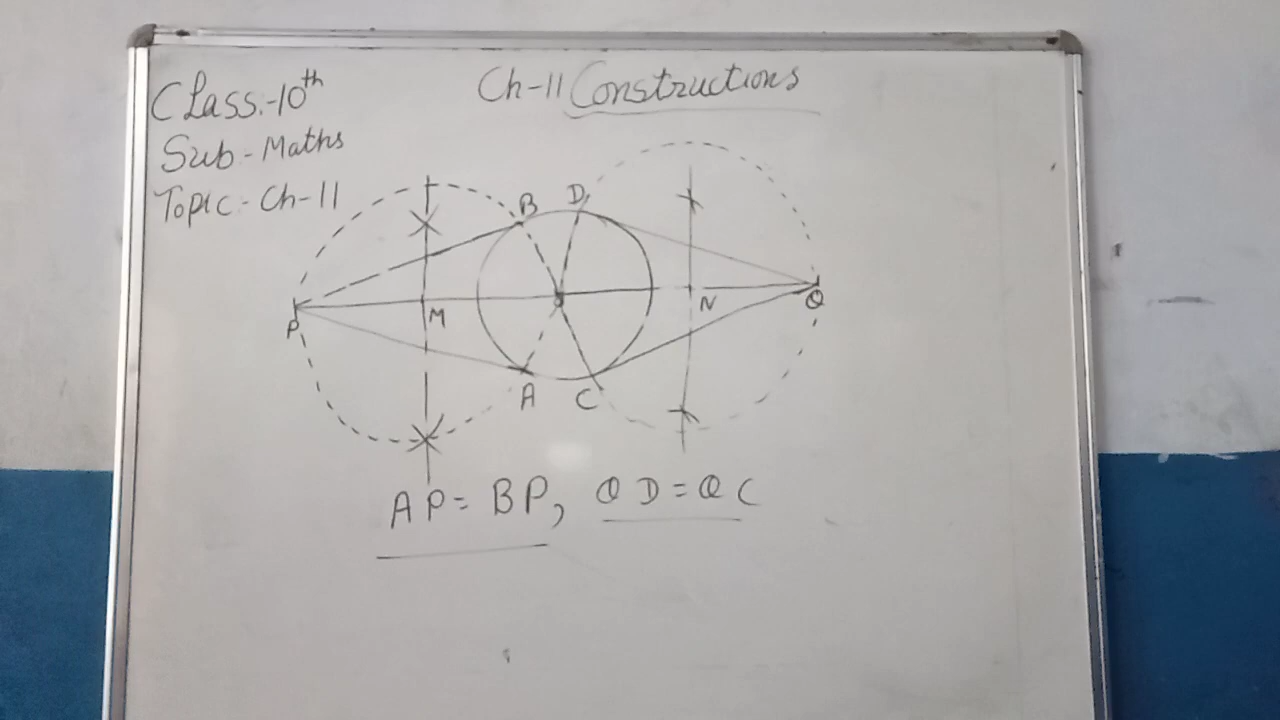 Ch-11 Constructions
Class:-10th
Sub-Maths
Topic:-Ch-11
B D
P M N Q
A C
AP= BP, QD=QC